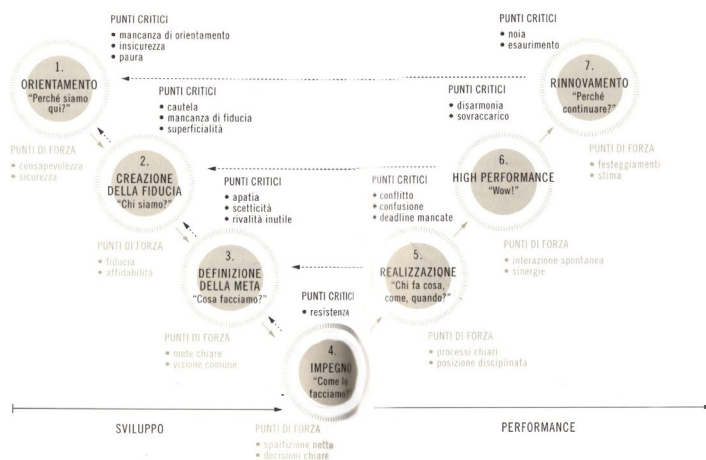 PUNTI CRITICI
• mancanza di orientamento
• insicurezza
• paura
1.
ORIENTAMENTO
"Perché siamo
qui?"
PUNTI DI FORZA
• consapevolezza
• sicurezza
PUNTI CRITICI
• cautela
• mancanza di fiducia
• superficialità
2.
CREAZIONE
DELLA FIDUCIA
"Chi siamo?"
PUNTI DI FORZA
• fiducia
• affidabilità
PUNTI CRITICI
• apatia
• scetticità
• rivalità inutile
3.
DEFINIZIONE
DELLA META
"Cosa facciamo?"
PUNTI DI FORZA
• mete chiare
• visione comune
PUNTI CRITICI
• resistenza
4.
IMPEGNO
"Come lo
facciamo?"
PUNTI DI FORZA
• spartizione netta
• decisioni chiare
PUNTI CRITICI
• conflitto
• confusione
• deadline mancate
5.
REALIZZAZIONE
"Chi fa cosa,
come, quando?"
PUNTI DI FORZA
• processi chiari
• posizione disciplinata
PUNTI CRITICI
• disarmonia
• sovraccarico
6.
HIGH PERFORMANCE
"Wow!"
PUNTI DI FORZA
• interazione spontanea
• sinergie
PUNTI CRITICI
• noia
• esaurimento
7.
RINNOVAMENTO
"Perché
continuare?"
PUNTI DI FORZA
• festeggiamenti
• stima
SVILUPPO
PERFORMANCE